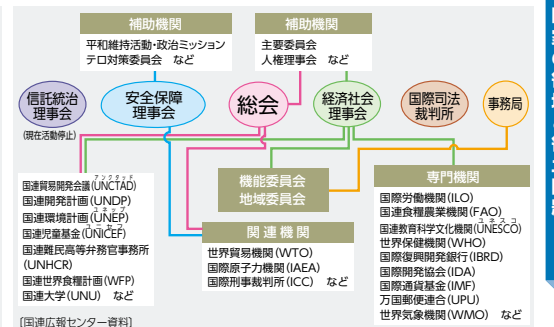 補助機関
平和維持活動・政治ミッション
テロ対策委員会 など
補助機関
主要委員会
人権理事会 など
信託統治
理事会
(現在活動停止)
安全保障
理事会
総会
経済社会
理事会
国際司法
裁判所
事務局
国連貿易開発会議(UNCTAD)
アンクタッド
国連開発計画(UNDP)
国連環境計画(UNEP)
ユネップ
国連児童基金(UNICEF)
ユニセフ
国連難民高等弁務官事務所
(UNHCR)
国連世界食糧計画(WFP)
国連大学(UNU) など
機能委員会
地域委員会
関連機関
世界貿易機関(WTO)
国際原子力機関(IAEA)
国際刑事裁判所(ICC) など
専門機関
国際労働機関(ILO)
国連食糧農業機関(FAO)
国連教育科学文化機関(UNESCO)
ユネスコ
世界保健機関(WHO)
国際復興開発銀行(IBRD)
国際開発協会(IDA)
国際通貨基金(IMF)
万国郵便連合(UPU)
世界気象機関(WMO) など
[国連広報センター資料]